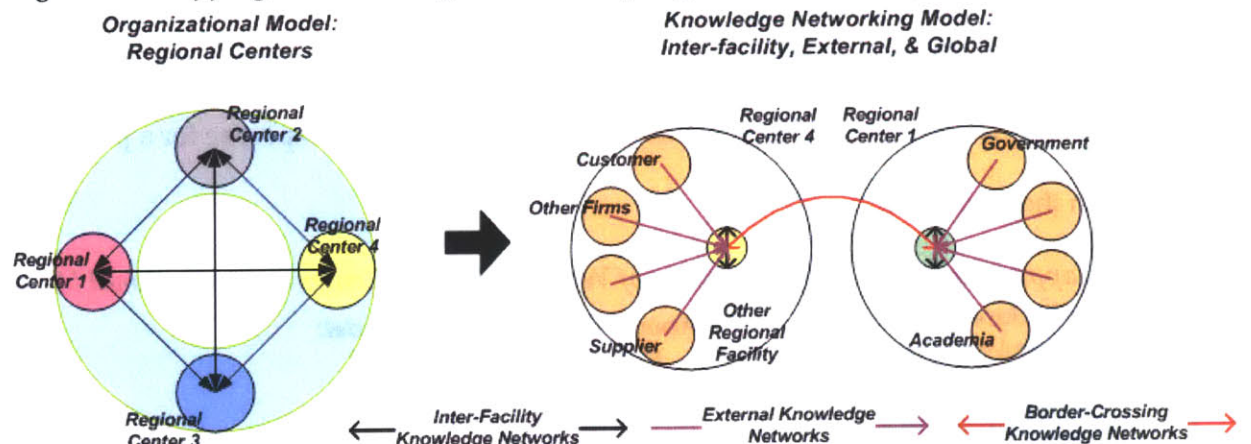 Organizational Model:
Regional Centers
Knowledge Networking Model:
Inter-facility, External, & Global
Regional
Center 2
Regional
Center 4
Regional
Center 1
Regional
Center 3
Regional
Center 4
Regional
Center 1
Customer
Other Firms
Supplier
Other
Regional
Facility
Government
Academia
Inter-Facility
Knowledge Networks
External Knowledge
Networks
Border-Crossing
Knowledge Networks